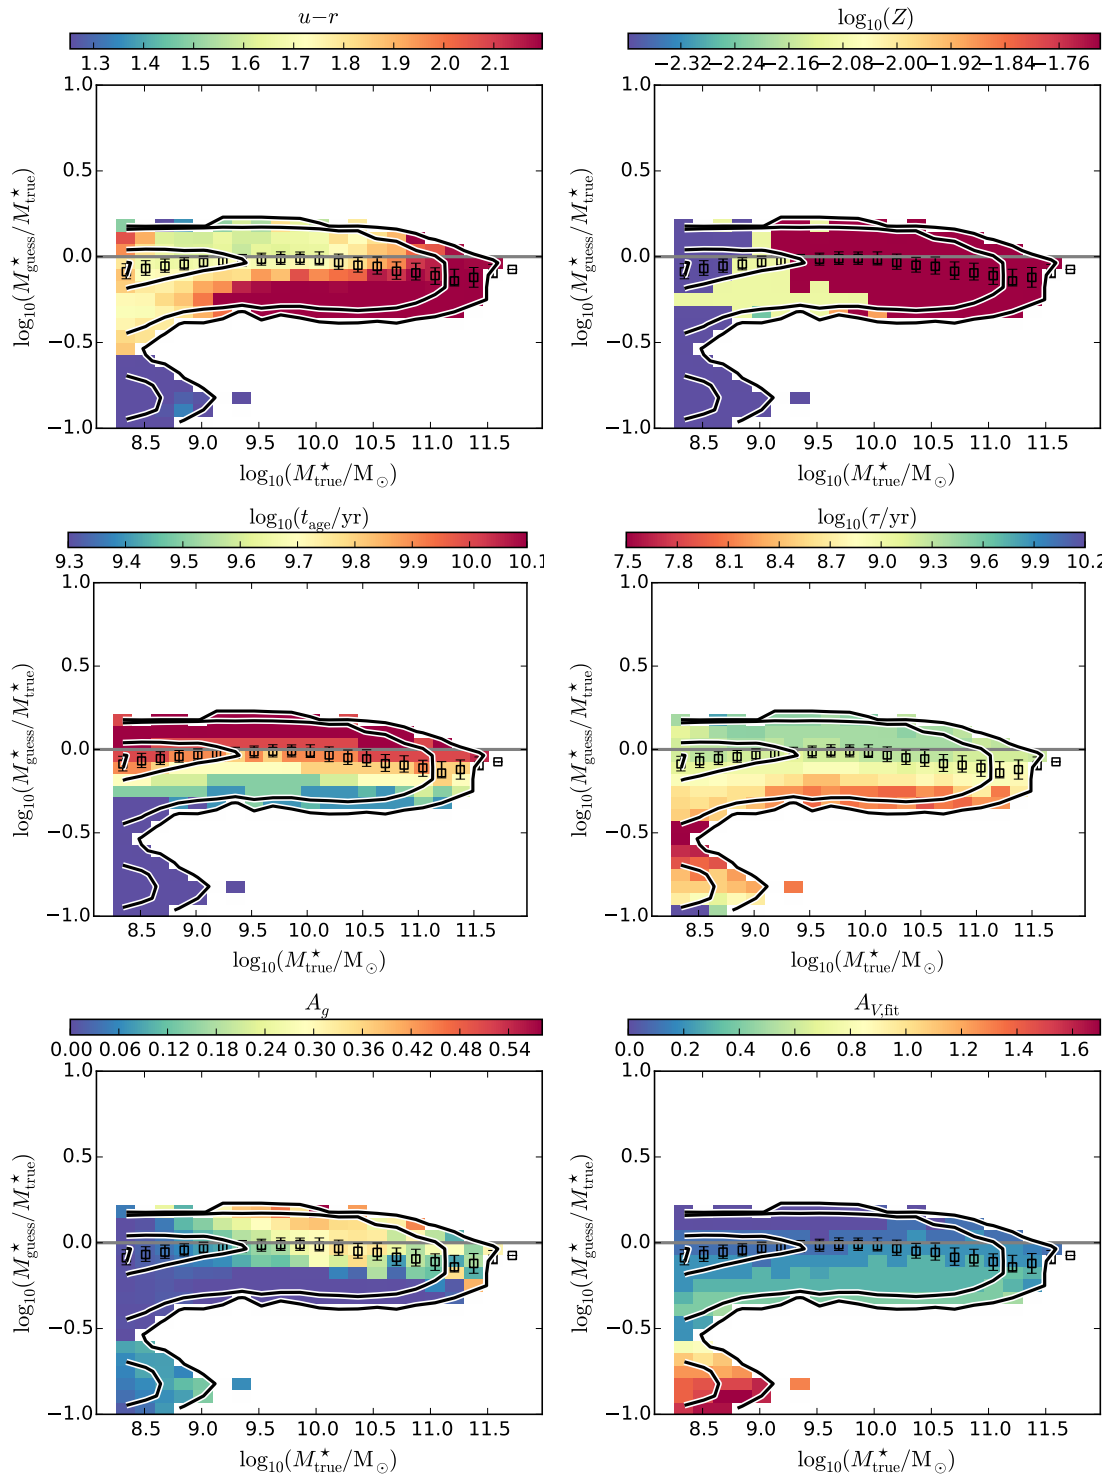 u−r log₁₀(Z)
1.3 1.4 1.5 1.6 1.7 1.8 1.9 2.0 2.1 −2.32 −2.24 −2.16 −2.08 −2.00 −1.92 −1.84 −1.76
1.0 1.0
0.5 0.5
0.0 0.0
−0.5 −0.5
−1.0 −1.0
log₁₀(M★guess/M★true) log₁₀(M★guess/M★true)
8.5 9.0 9.5 10.0 10.5 11.0 11.5 8.5 9.0 9.5 10.0 10.5 11.0 11.5
log₁₀(M★true/M☉) log₁₀(M★true/M☉)
log₁₀(tage/yr) log₁₀(τ/yr)
9.3 9.4 9.5 9.6 9.7 9.8 9.9 10.0 10.1 7.5 7.8 8.1 8.4 8.7 9.0 9.3 9.6 9.9 10.2
1.0 1.0
0.5 0.5
0.0 0.0
−0.5 −0.5
−1.0 −1.0
log₁₀(M★guess/M★true) log₁₀(M★guess/M★true)
8.5 9.0 9.5 10.0 10.5 11.0 11.5 8.5 9.0 9.5 10.0 10.5 11.0 11.5
log₁₀(M★true/M☉) log₁₀(M★true/M☉)
Ag AV,fit
0.00 0.06 0.12 0.18 0.24 0.30 0.36 0.42 0.48 0.54 0.0 0.2 0.4 0.6 0.8 1.0 1.2 1.4 1.6
1.0 1.0
0.5 0.5
0.0 0.0
−0.5 −0.5
−1.0 −1.0
log₁₀(M★guess/M★true) log₁₀(M★guess/M★true)
8.5 9.0 9.5 10.0 10.5 11.0 11.5 8.5 9.0 9.5 10.0 10.5 11.0 11.5
log₁₀(M★true/M☉) log₁₀(M★true/M☉)